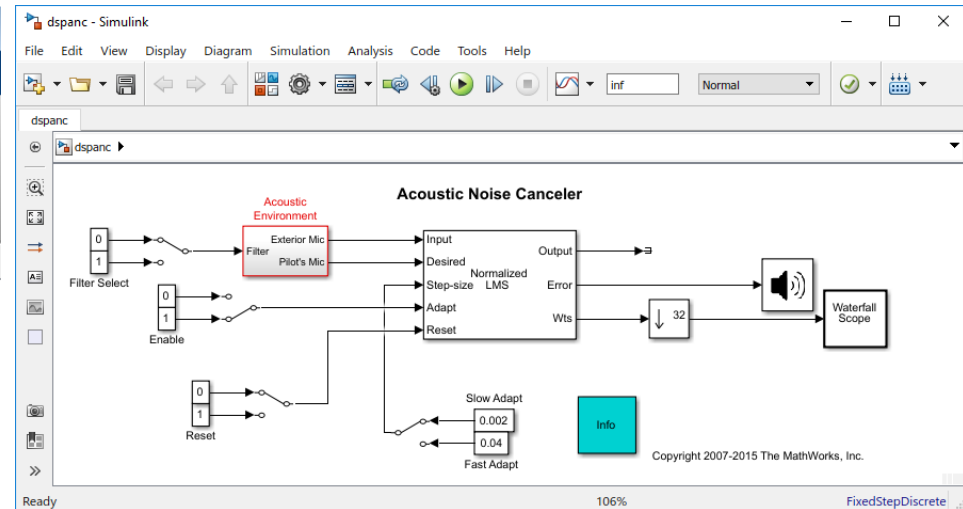 dspanc - Simulink
File Edit View Display Diagram Simulation Analysis Code Tools Help
inf
Normal
dspanc
dspanc
Acoustic Noise Canceler
Acoustic
Environment
Filter
Exterior Mic
Pilot's Mic
0
1
Filter Select
0
1
Enable
0
1
Reset
Input
Desired
Step-size
Adapt
Reset
Normalized
LMS
Output
Error
Wts
32
Waterfall
Scope
Slow Adapt
0.002
0.04
Fast Adapt
Info
Copyright 2007-2015 The MathWorks, Inc.
Ready
106%
FixedStepDiscrete